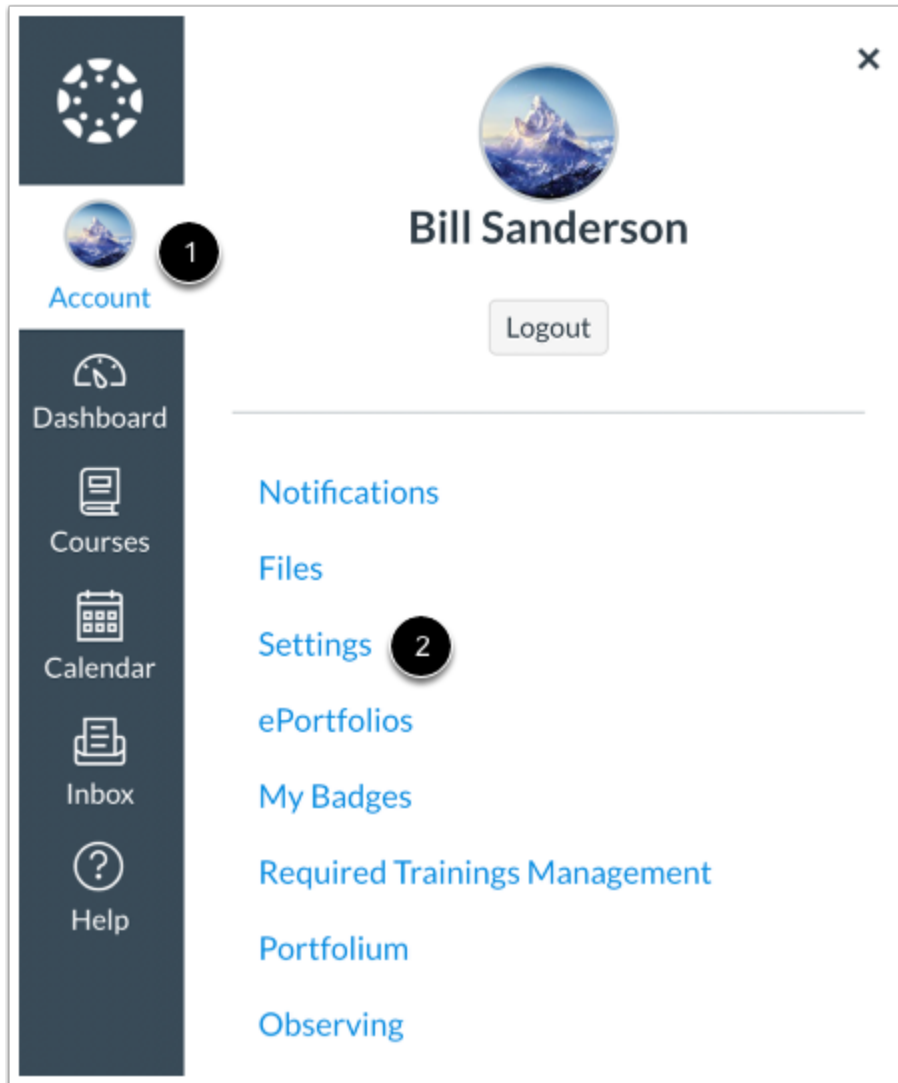 ×
Bill Sanderson
1
Account
Logout
Dashboard
Courses
Calendar
Inbox
Help
Notifications
Files
Settings 2
ePortfolios
My Badges
Required Trainings Management
Portfolium
Observing